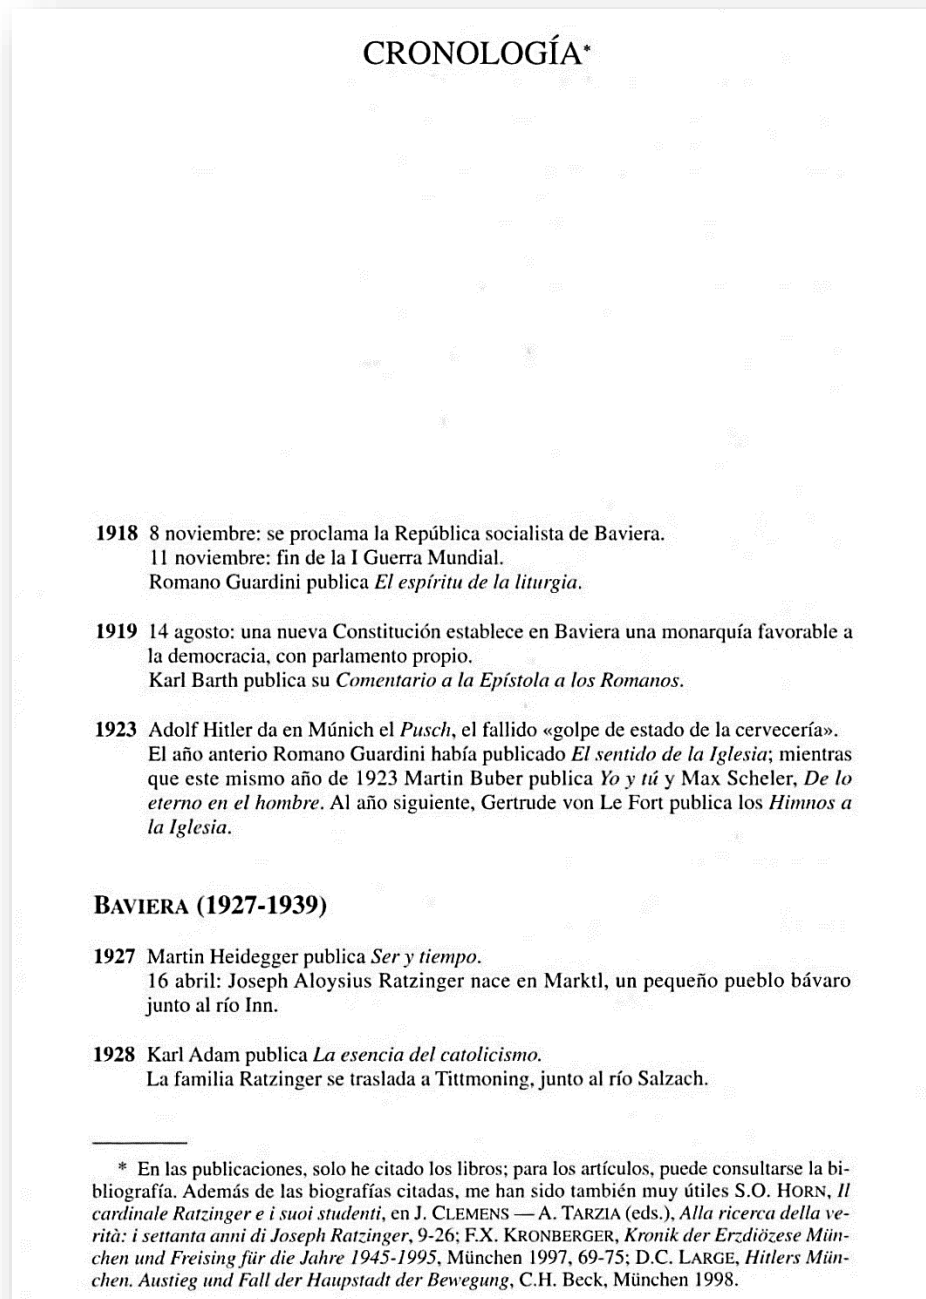 CRONOLOGÍA*
1918 8 noviembre: se proclama la República socialista de Baviera.
11 noviembre: fin de la I Guerra Mundial.
Romano Guardini publica El espíritu de la liturgia.
1919 14 agosto: una nueva Constitución establece en Baviera una monarquía favorable a
la democracia, con parlamento propio.
Karl Barth publica su Comentario a la Epístola a los Romanos.
1923 Adolf Hitler da en Múnich el Pusch, el fallido «golpe de estado de la cervecería».
El año anterio Romano Guardini había publicado El sentido de la Iglesia; mientras
que este mismo año de 1923 Martin Buber publica Yo y tú y Max Scheler, De lo
eterno en el hombre. Al año siguiente, Gertrude von Le Fort publica los Himnos a
la Iglesia.
BAVIERA (1927-1939)
1927 Martin Heidegger publica Ser y tiempo.
16 abril: Joseph Aloysius Ratzinger nace en Marktl, un pequeño pueblo bávaro
junto al río Inn.
1928 Karl Adam publica La esencia del catolicismo.
La familia Ratzinger se traslada a Tittmoning, junto al río Salzach.
* En las publicaciones, solo he citado los libros; para los artículos, puede consultarse la bi-
bliografía. Además de las biografías citadas, me han sido también muy útiles S.O. HORN, Il
cardinale Ratzinger e i suoi studenti, en J. CLEMENS — A. TARZIA (eds.), Alla ricerca della ve-
rità: i settanta anni di Joseph Ratzinger, 9-26; F.X. KRONBERGER, Kronik der Erzdiözese Mün-
chen und Freising für die Jahre 1945-1995, München 1997, 69-75; D.C. LARGE, Hitlers Mün-
chen. Austieg und Fall der Haupstadt der Bewegung, C.H. Beck, München 1998.